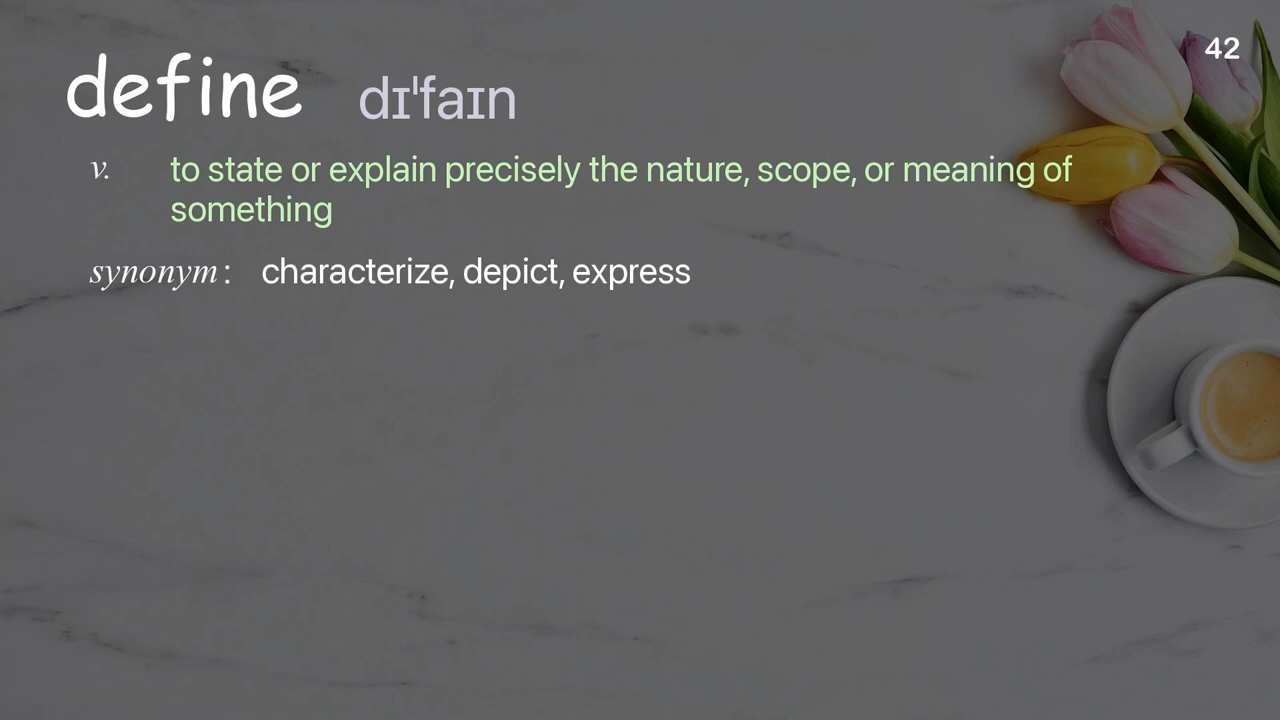 42
define dɪˈfaɪn
v. to state or explain precisely the nature, scope, or meaning of
something
synonym : characterize, depict, express